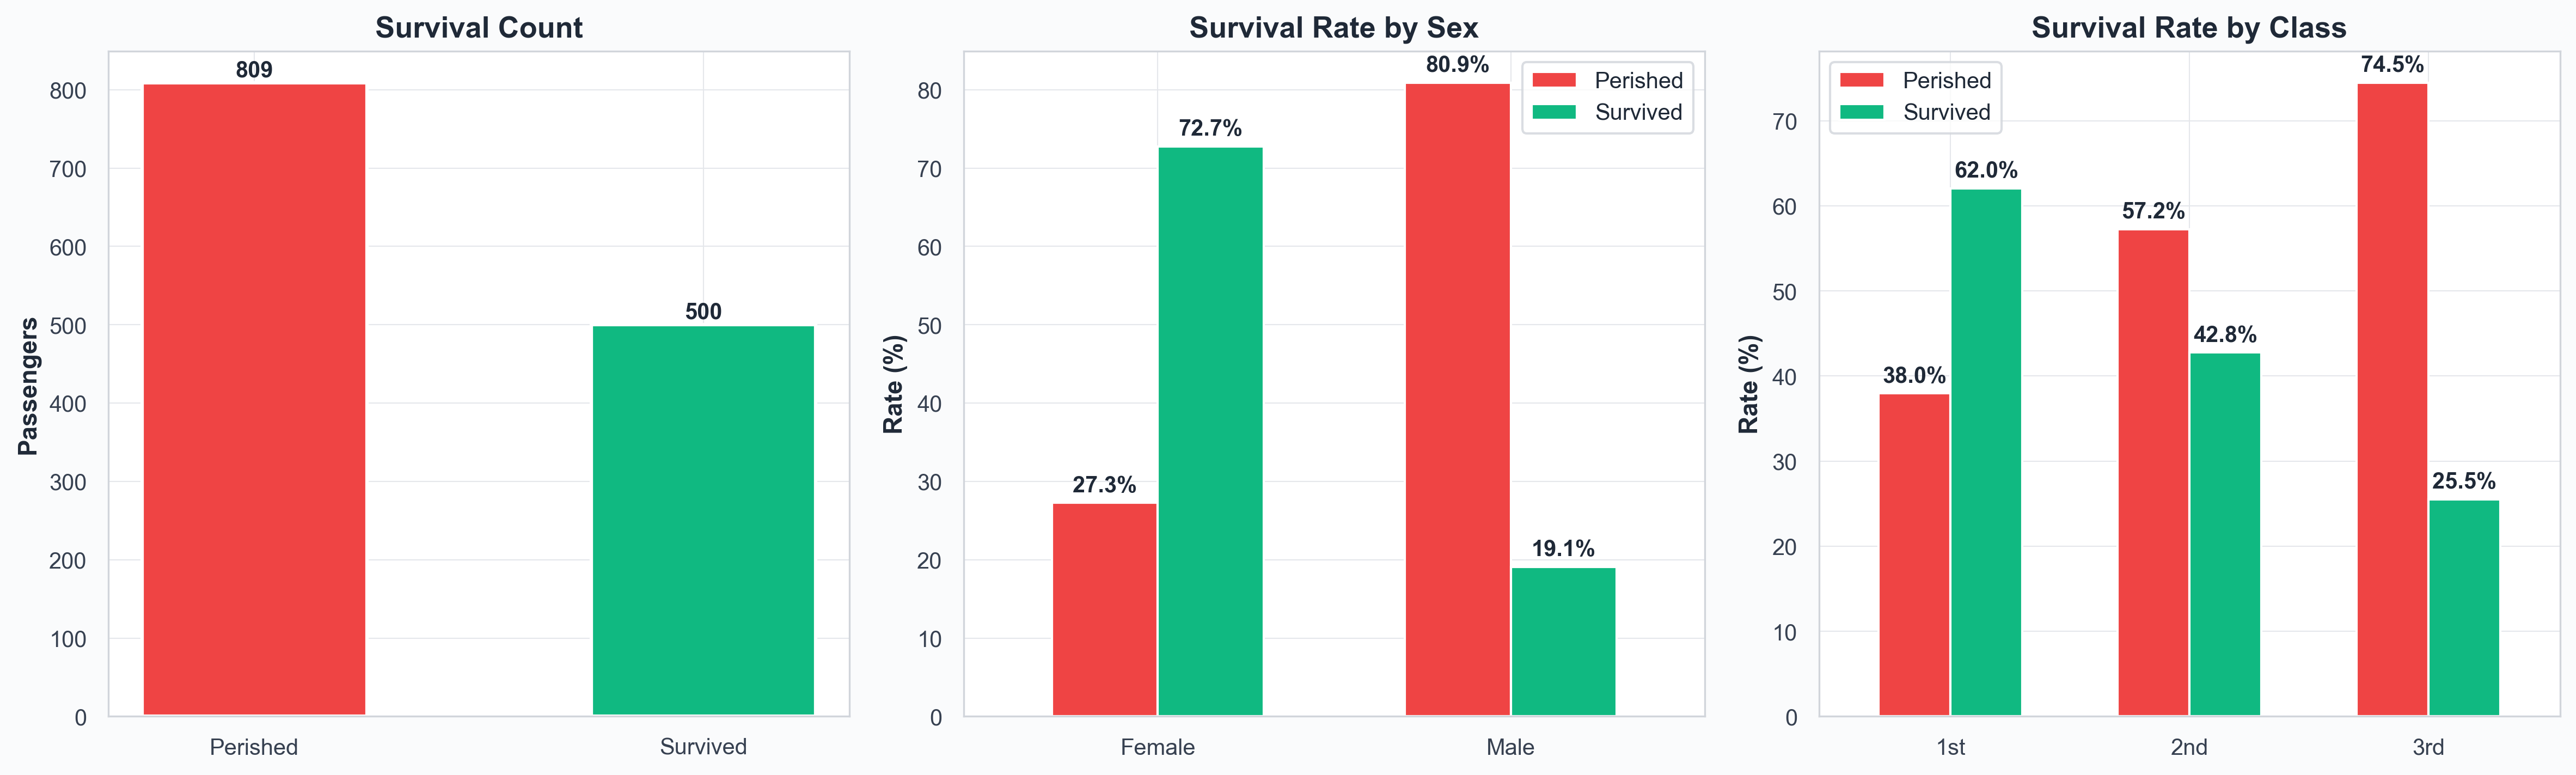 Survival Count
809
500
800
700
600
500
400
300
200
100
0
Passengers
Perished
Survived
Survival Rate by Sex
80.9%
Perished
Survived
72.7%
27.3%
19.1%
80
70
60
50
40
30
20
10
0
Rate (%)
Female
Male
Survival Rate by Class
Perished
Survived
74.5%
62.0%
57.2%
42.8%
38.0%
25.5%
70
60
50
40
30
20
10
0
Rate (%)
1st
2nd
3rd